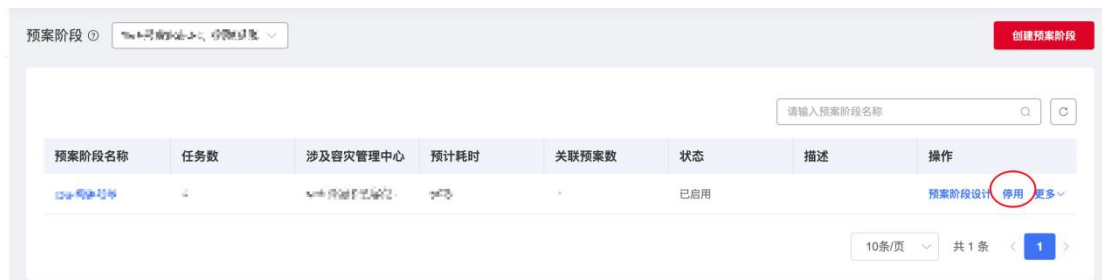 预案阶段
创建预案阶段
请输入预案阶段名称
预案阶段名称 任务数 涉及容灾管理中心 预计耗时 关联预案数 状态 描述 操作
已启用 预案阶段设计 停用 更多
10条/页 共 1 条 1